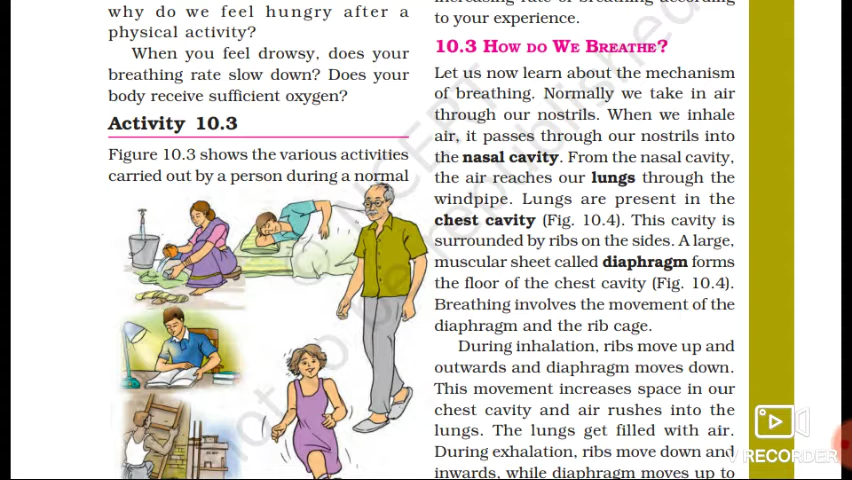 why do we feel hungry after a
physical activity?
When you feel drowsy, does your
breathing rate slow down? Does your
body receive sufficient oxygen?
Activity 10.3
Figure 10.3 shows the various activities
carried out by a person during a normal
to your experience.
10.3 HOW DO WE BREATHE?
Let us now learn about the mechanism
of breathing. Normally we take in air
through our nostrils. When we inhale
air, it passes through our nostrils into
the nasal cavity. From the nasal cavity,
the air reaches our lungs through the
windpipe. Lungs are present in the
chest cavity (Fig. 10.4). This cavity is
surrounded by ribs on the sides. A large,
muscular sheet called diaphragm forms
the floor of the chest cavity (Fig. 10.4).
Breathing involves the movement of the
diaphragm and the rib cage.
During inhalation, ribs move up and
outwards and diaphragm moves down.
This movement increases space in our
chest cavity and air rushes into the
lungs. The lungs get filled with air.
During exhalation, ribs move down and
inwards, while diaphragm moves up to
© NCERT
not to be republished
V RECORDER